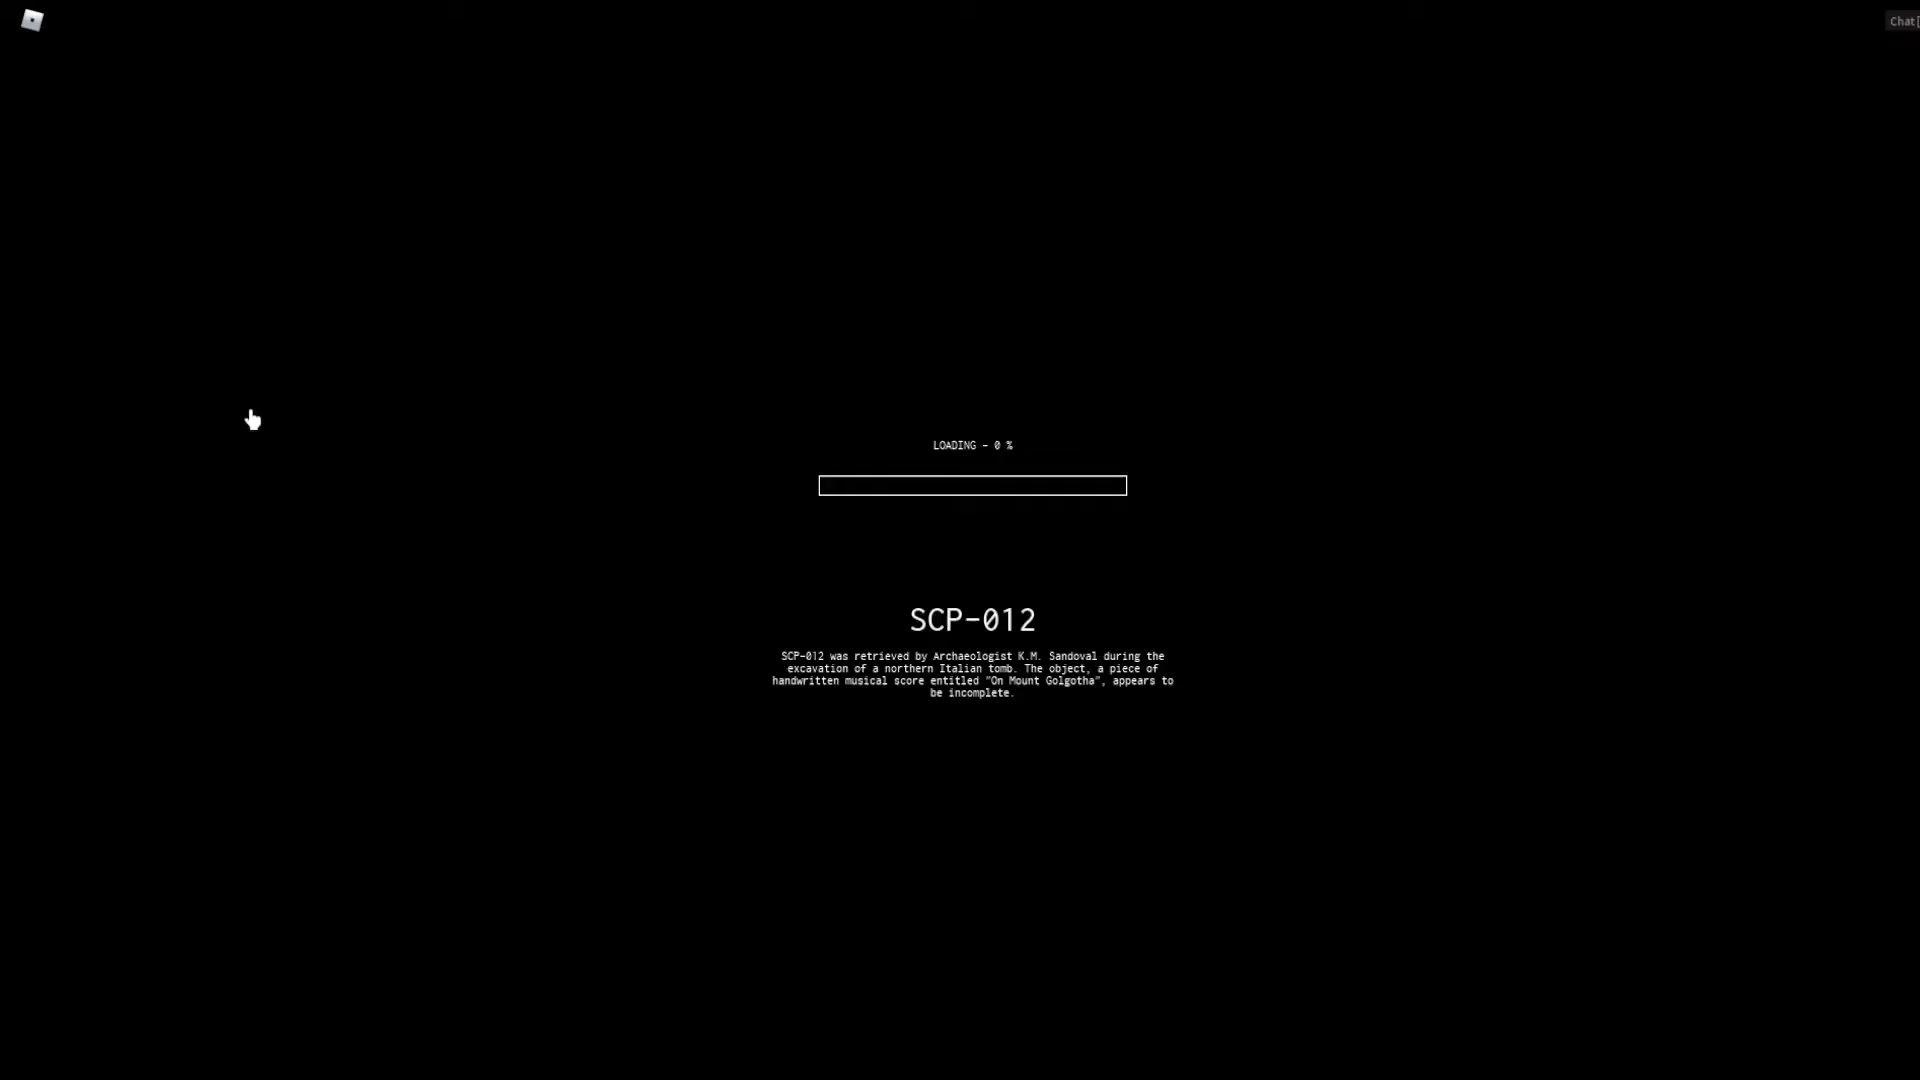 Chat[
LOADING - 0 %
SCP-012
SCP-012 was retrieved by Archaeologist K.M. Sandoval during the
excavation of a northern Italian tomb. The object, a piece of
handwritten musical score entitled "On Mount Golgotha", appears to
be incomplete.